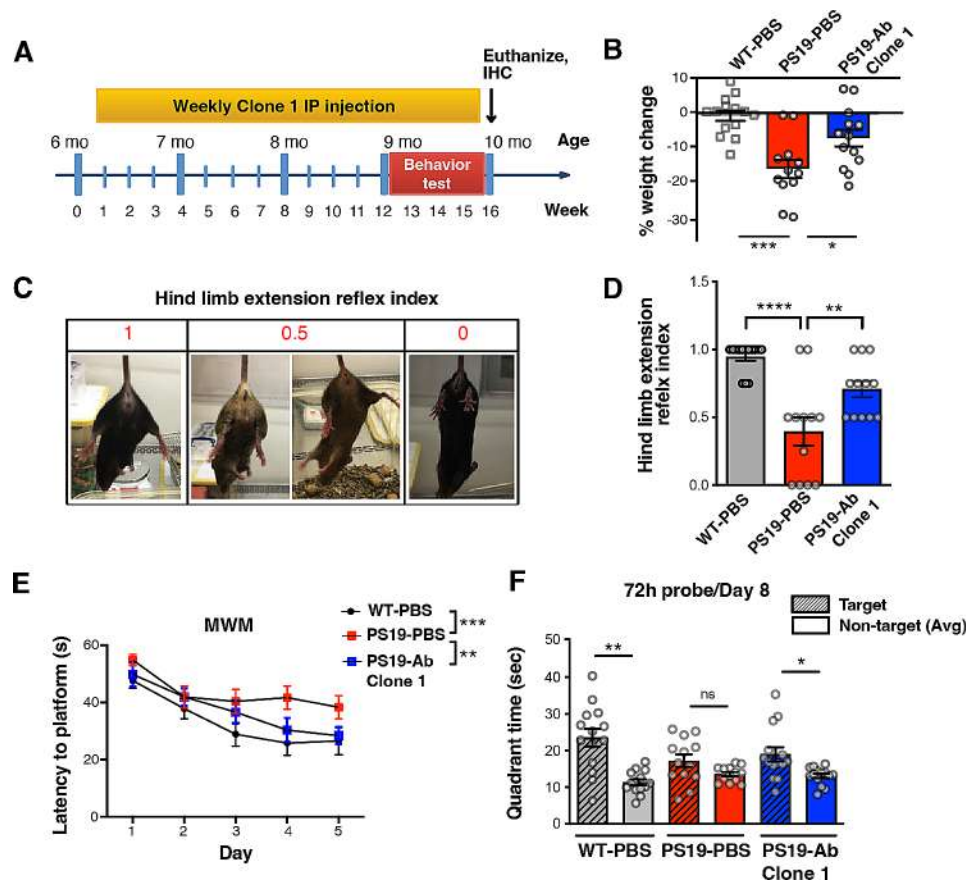 A
Euthanize,
IHC
Weekly Clone 1 IP injection
6 mo 7 mo 8 mo 9 mo 10 mo Age
Behavior
test
0 1 2 3 4 5 6 7 8 9 10 11 12 13 14 15 16 Week
B
WT-PBS
PS19-PBS
PS19-Ab
Clone 1
% weight change
10
0
-10
-20
-30
*** *
C
Hind limb extension reflex index
1 0.5 0
D
Hind limb extension
refelx index
1.5
1.0
0.5
0.0
**** **
WT-PBS
PS19-PBS
PS19-Ab
Clone 1
E
MWM
WT-PBS
PS19-PBS
PS19-Ab
Clone 1
***
**
Latency to platform (s)
60
40
20
0
1 2 3 4 5
Day
F
72h probe/Day 8
Target
Non-target (Avg)
Quadrant time (sec)
50
40
30
20
10
0
** ns *
WT-PBS PS19-PBS PS19-Ab
Clone 1